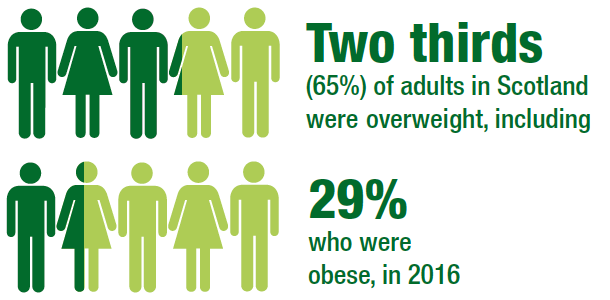 Two thirds
(65%) of adults in Scotland
were overweight, including
29%
who were
obese, in 2016